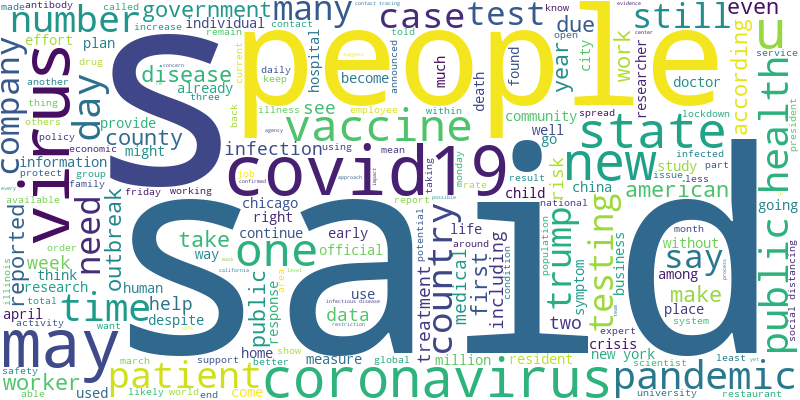 made
antibody
called
government
many
case
test
due
still
even
know
evidence
contact tracing
contact
number
increase
individual
remain
told
announced
S
people
u
effort
plan
drug
another
thing
others
policy
economic
protect
group
family
virus
day
disease
already
three
provide
concern
county
might
information
company
hospital
daily
keep
back
current
illness
employee
become
see
much
death
found
within
year
city
open
work
researcher
doctor
according
service
center
president
lockdown
community
vaccine
infection
using
mean
well
go
spread
state
infected
study
part
issue
less
health
agency
job
confirmed
impact
approach
covid19
taking
monday
rate
result
child
risk
china
new
american
national
going
every
available
friday
working
chicago
right
continue
early
official
life
around
report
potential
population
possible
condition
need
reported
outbreak
week
think
research
april
activity
illinois
total
order
take
way
one
said
country
medical
first
including
trump
symptom
testing
business
without
say
month
among
public
social distancing
time
human
help
despite
want
public
response
california
area
level
infectious disease
use
data
treatment
two
expert
make
place
system
process
may
march
home
show
measure
million
resident
new york
crisis
scientist
least
yet
worker
safety
able
used
patient
support
better
global
restriction
likely
world
end
come
coronavirus
pandemic
university
restaurant